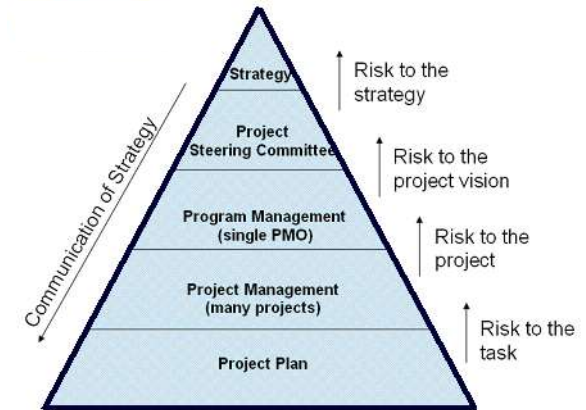 Strategy
Risk to the
strategy
Project
Steering Committee
Risk to the
project vision
Communication of Strategy
Program Management
(single PMO)
Risk to the
project
Project Management
(many projects)
Risk to the
task
Project Plan